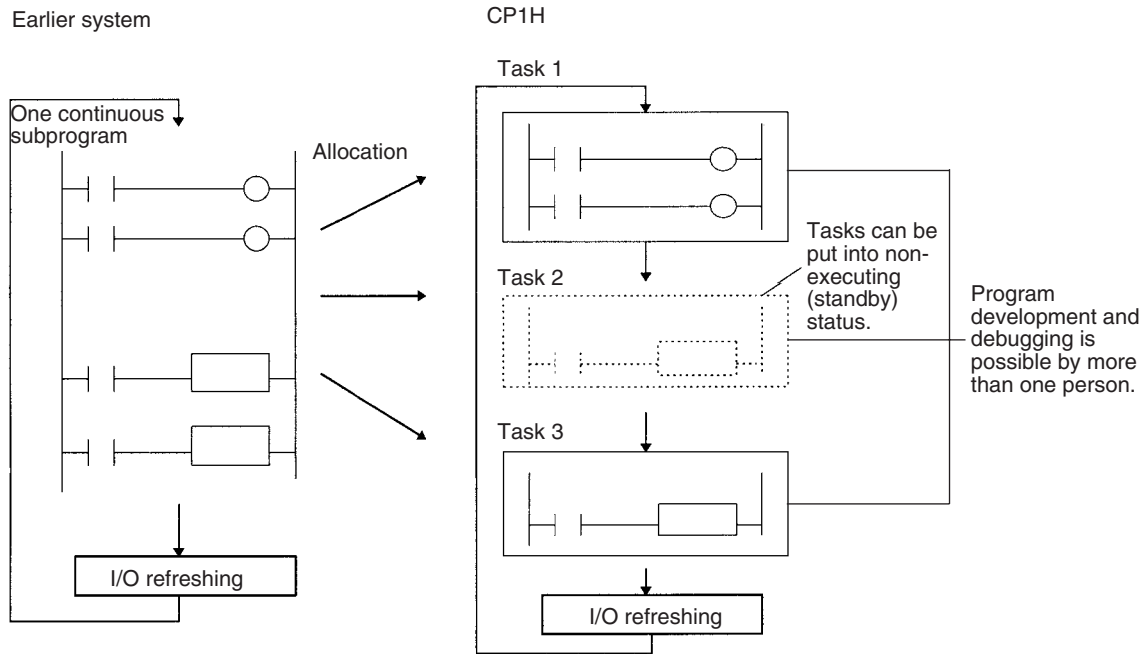 Earlier system
One continuous
subprogram
Allocation
I/O refreshing
CP1H
Task 1
Task 2
Tasks can be
put into non-
executing
(standby)
status.
Program
development and
debugging is
possible by more
than one person.
Task 3
I/O refreshing